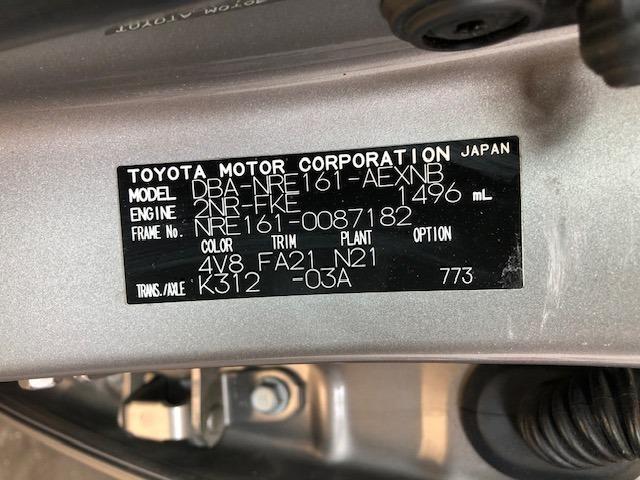 TOYOTA MOTOR CORPORATION JAPAN
MODEL DBA-NRE161-AEXNB
ENGINE 2NR-FKE 1496 mL
FRAME No. NRE161-0087182
COLOR TRIM PLANT OPTION
4V8 FA21 N21
TRANS./AXLE K312 -03A 773